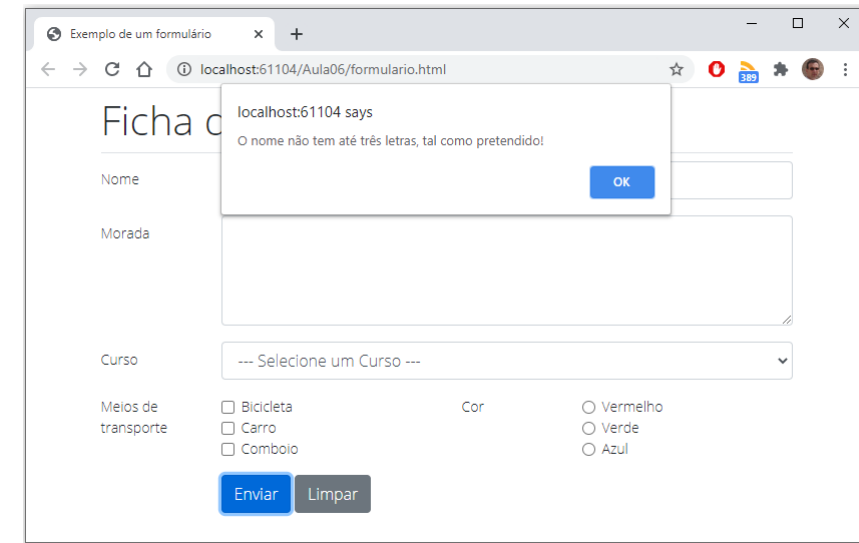 Exemplo de um formulário
localhost:61104/Aula06/formulario.html
389
localhost:61104 says
O nome não tem até três letras, tal como pretendido!
OK
Ficha
Nome
Morada
Curso
--- Selecione um Curso ---
Meios de transporte
Bicicleta
Carro
Comboio
Cor
Vermelho
Verde
Azul
Enviar
Limpar